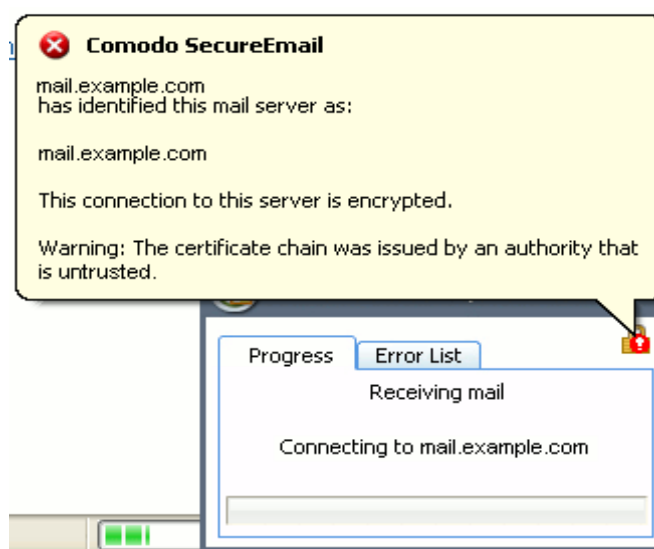 Comodo SecureEmail
mail.example.com
has identified this mail server as:
mail.example.com
This connection to this server is encrypted.
Warning: The certificate chain was issued by an authority that
is untrusted.
Progress
Error List
Receiving mail
Connecting to mail.example.com